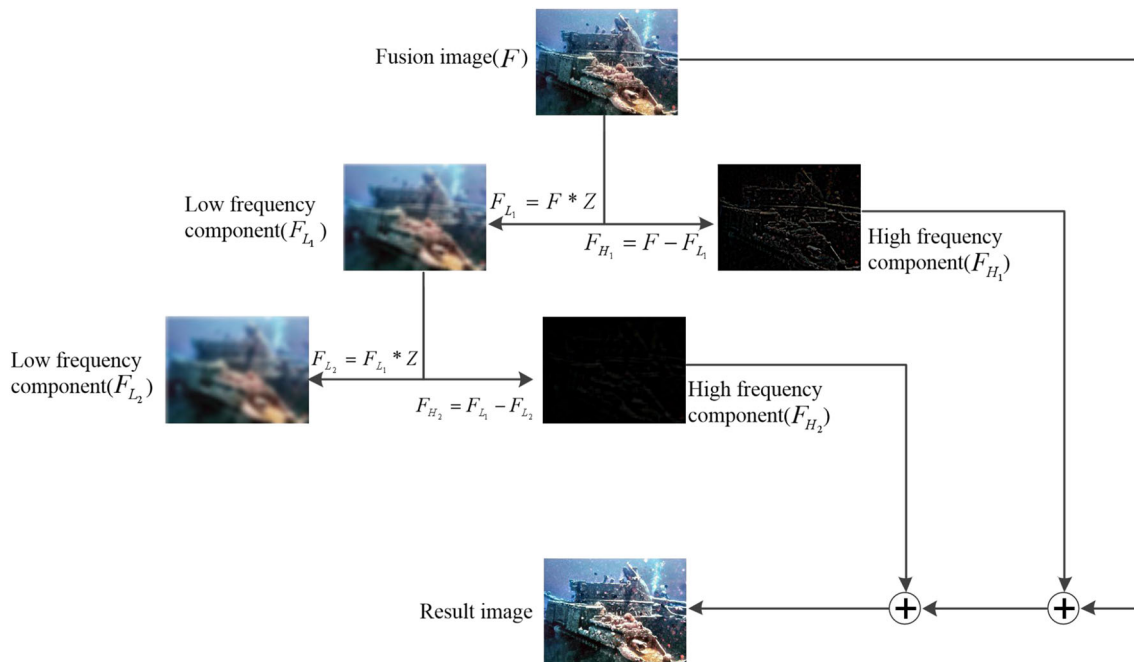 Fusion image(F)
Low frequency
component(F_{L_1})
F_{L_1} = F * Z
F_{H_1} = F − F_{L_1}
High frequency
component(F_{H_1})
Low frequency
component(F_{L_2})
F_{L_2} = F_{L_1} * Z
F_{H_2} = F_{L_1} − F_{L_2}
High frequency
component(F_{H_2})
Result image